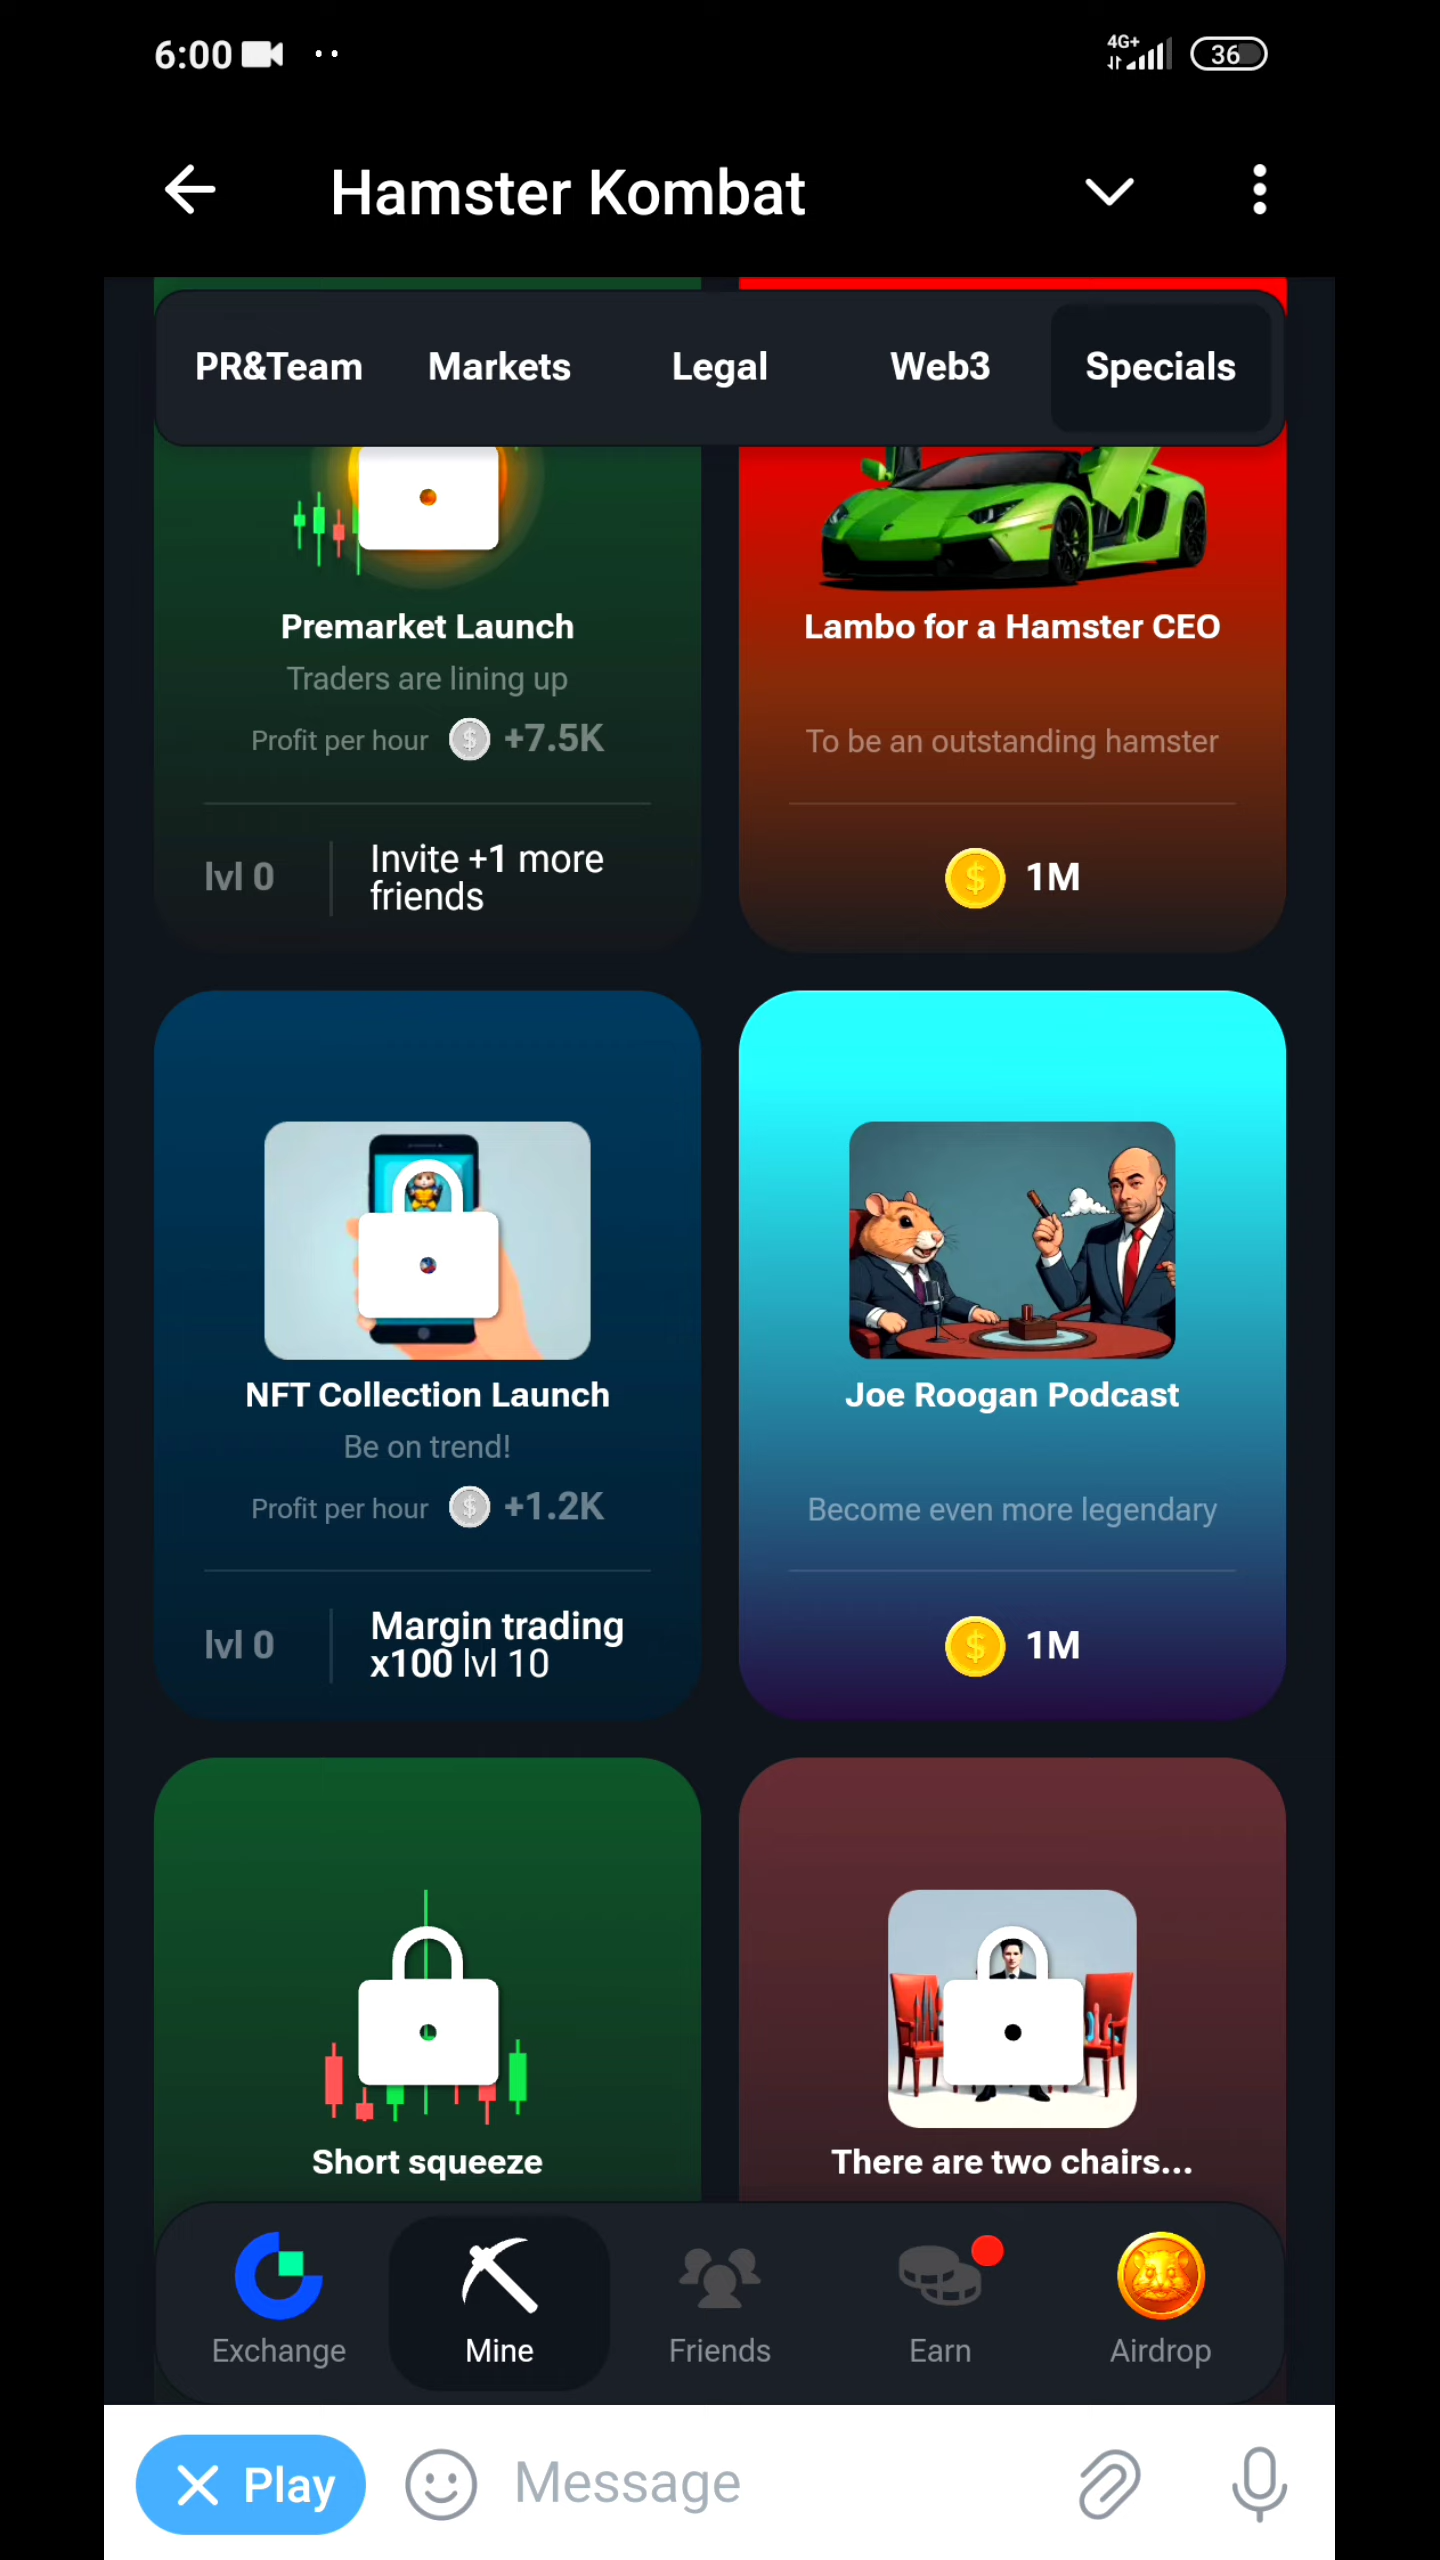 6:00
4G+
36
Hamster Kombat
PR&Team Markets Legal Web3 Specials
Premarket Launch
Traders are lining up
Profit per hour +7.5K
lvl 0
Invite +1 more
friends
Lambo for a Hamster CEO
To be an outstanding hamster
1M
NFT Collection Launch
Be on trend!
Profit per hour +1.2K
lvl 0
Margin trading
x100 lvl 10
Joe Roogan Podcast
Become even more legendary
1M
Short squeeze
There are two chairs...
Exchange Mine Friends Earn Airdrop
Play Message